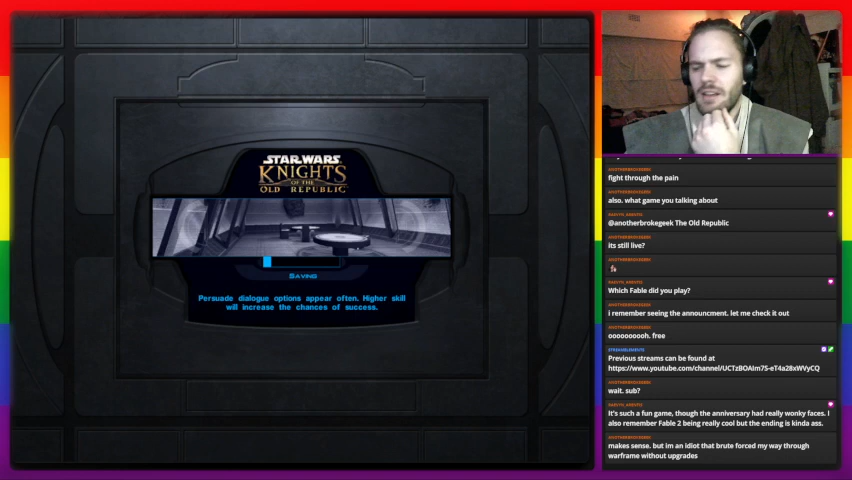 STAR.WARS.
KNIGHTS
OF THE
OLD REPUBLIC
SAVING
Persuade dialogue options appear often. Higher skill
will increase the chances of success.
fight through the pain
also. what game you talking about
@anotherbrokegeek The Old Republic
its still live?
Which Fable did you play?
i remember seeing the announcment. let me check it out
ooooooooh. free
STREAMELEMENTS
Previous streams can be found at
https://www.youtube.com/channel/UCTzBOAIm7S-eT4a28xWVyCQ
wait. sub?
It's such a fun game, though the anniversary had really wonky faces. I
also remember Fable 2 being really cool but the ending is kinda ass.
makes sense. but im an idiot that brute forced my way through
warframe without upgrades